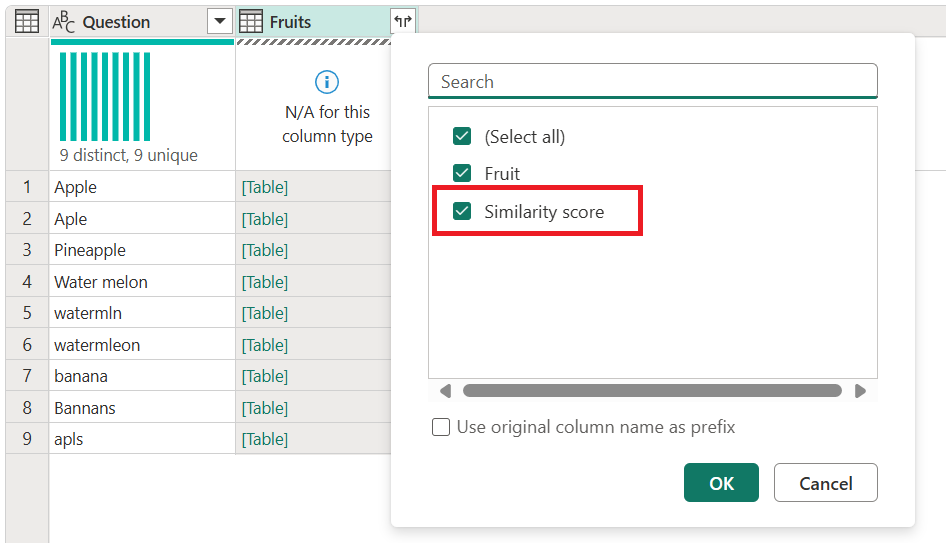 ABC Question
Fruits
N/A for this
column type
9 distinct, 9 unique
1 Apple [Table]
2 Aple [Table]
3 Pineapple [Table]
4 Water melon [Table]
5 watermln [Table]
6 watermleon [Table]
7 banana [Table]
8 Bannans [Table]
9 apls [Table]
Search
(Select all)
Fruit
Similarity score
Use original column name as prefix
OK
Cancel